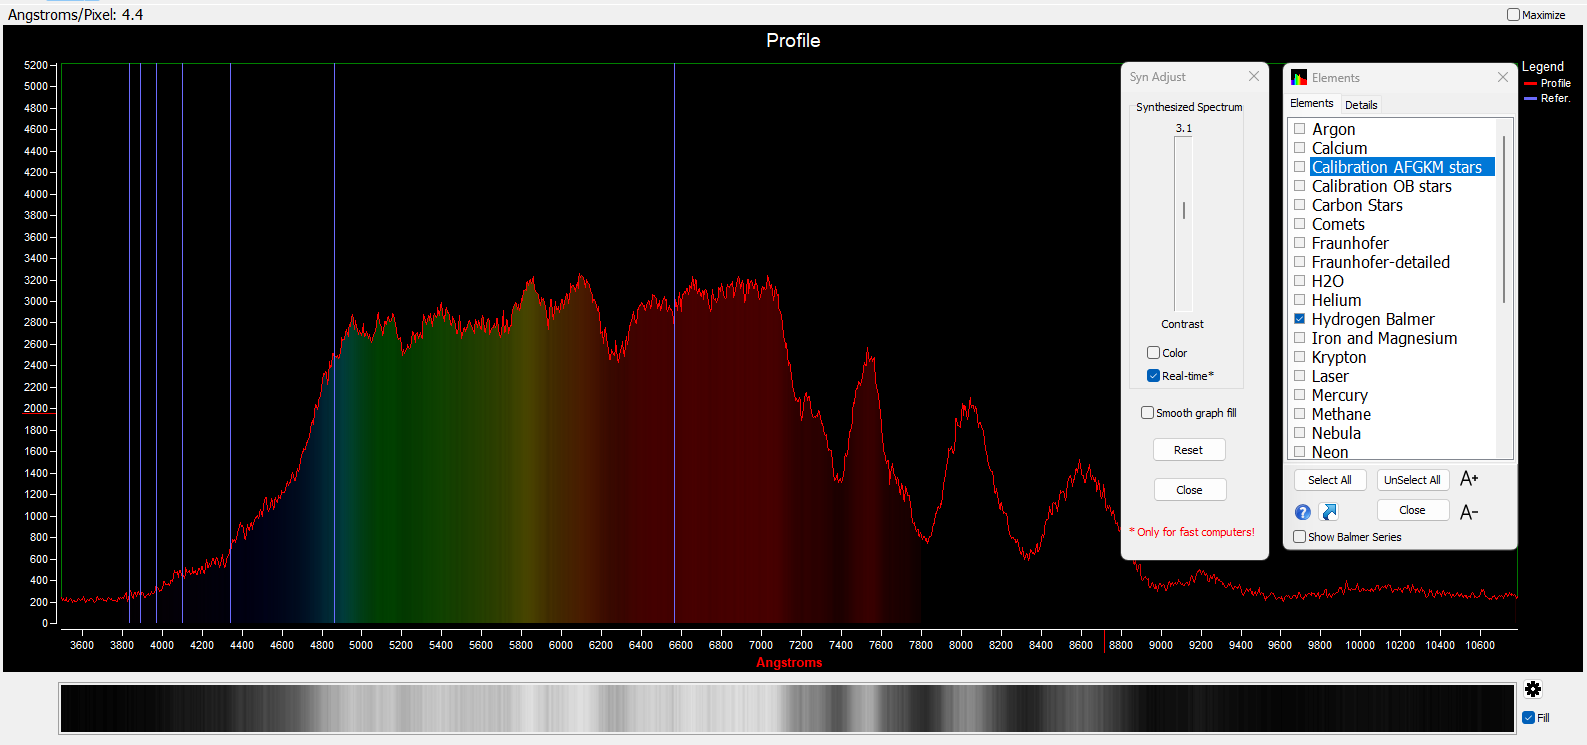 Angstroms/Pixel: 4.4
Maximize
Profile
5200
5000
4800
4600
4400
4200
4000
3800
3600
3400
3200
3000
2800
2600
2400
2200
2000
1800
1600
1400
1200
1000
800
600
400
200
0
3600 3800 4000 4200 4400 4600 4800 5000 5200 5400 5600 5800 6000 6200 6400 6600 6800 7000 7200 7400 7600 7800 8000 8200 8400 8600 8800 9000 9200 9400 9600 9800 10000 10200 10400 10600
Angstroms
Syn Adjust
Synthesized Spectrum
3.1
Contrast
Color
Real-time*
Smooth graph fill
Reset
Close
* Only for fast computers!
Elements
Elements Details
Argon
Calcium
Calibration AFGKM stars
Calibration OB stars
Carbon Stars
Comets
Fraunhofer
Fraunhofer-detailed
H2O
Helium
Hydrogen Balmer
Iron and Magnesium
Krypton
Laser
Mercury
Methane
Nebula
Neon
Select All UnSelect All A+
? Close A-
Show Balmer Series
Legend
Profile
Refer.
Fill